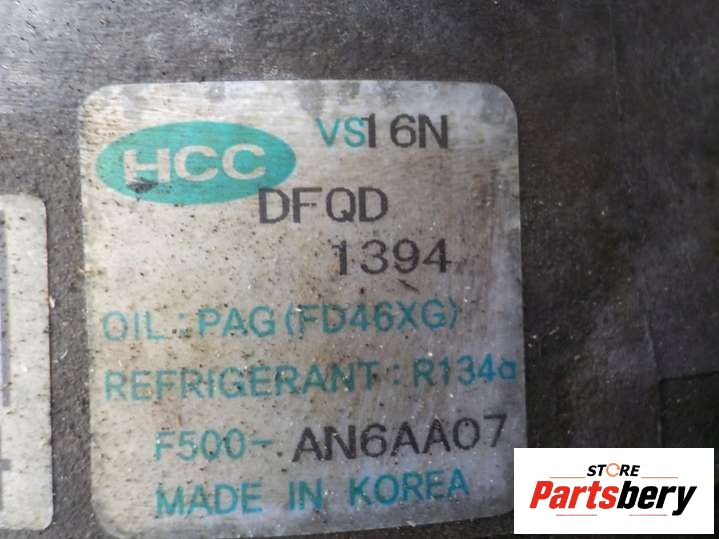 HCC VS16N
DFQD
1394
OIL : PAG(FD46XG)
REFRIGERANT : R134a
F500-AN6AA07
MADE IN KOREA
STORE
Partsbery